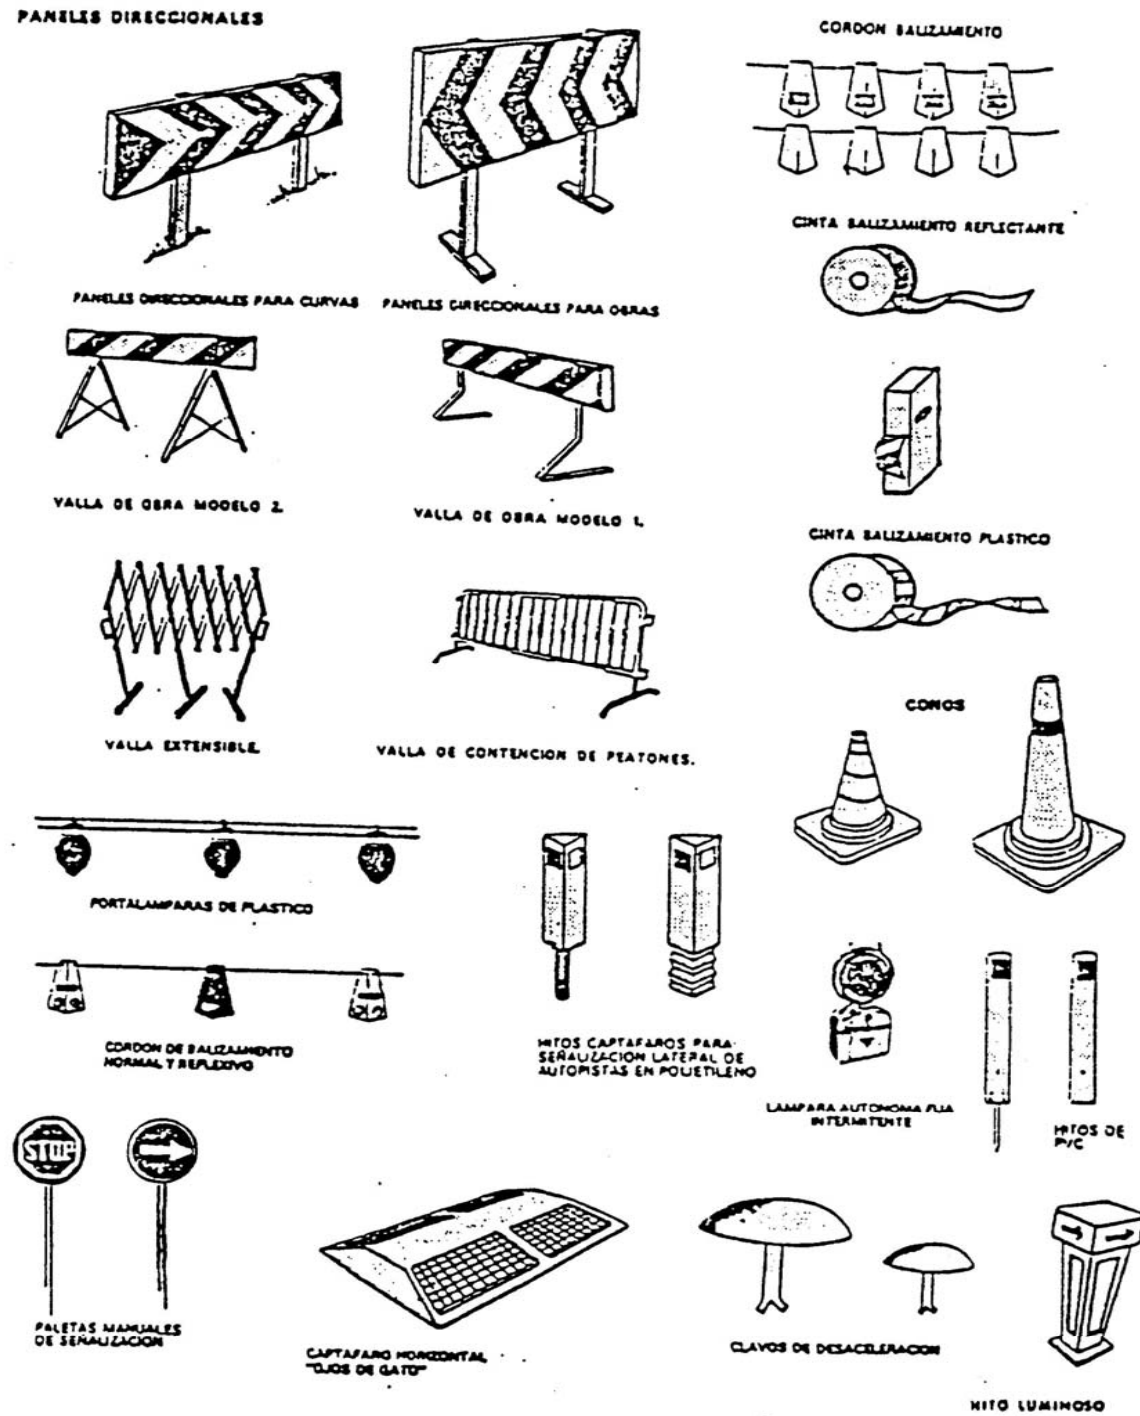 PANELES DIRECCIONALES
CORDON BALIZAMIENTO
CINTA BALIZAMIENTO REFLECTANTE
PANELES DIRECCIONALES PARA CURVAS
PANELES DIRECCIONALES PARA OBRAS
VALLA DE OBRA MODELO 2.
VALLA DE OBRA MODELO 1.
CINTA BALIZAMIENTO PLASTICO
VALLA EXTENSIBLE.
VALLA DE CONTENCION DE PEATONES.
CONOS
PORTALAMPARAS DE PLASTICO
CORDON DE BALIZAMIENTO
NORMAL Y REFLEXIVO
HITOS CAPTAFAROS PARA
SEÑALIZACION LATERAL DE
AUTOPISTAS EN POLIETILENO
LAMPARA AUTONOMA FIJA
INTERMITENTE
HITOS DE
PVC
STOP
PALETAS MANUALES
DE SEÑALIZACION
CAPTAFARO HORIZONTAL
"OJOS DE GATO"
CLAVOS DE DESACELERACION
HITO LUMINOSO